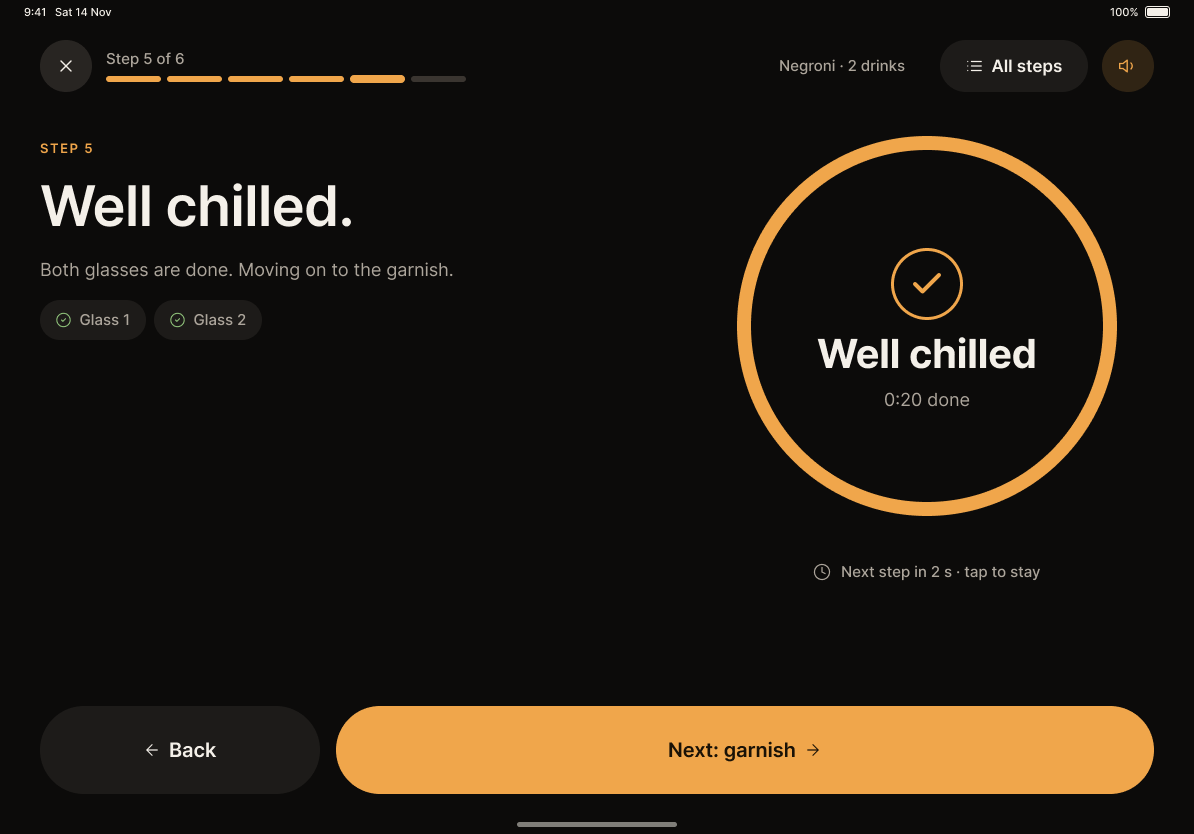 9:41 Sat 14 Nov
100%
Step 5 of 6
Negroni · 2 drinks
All steps
STEP 5
Well chilled.
Both glasses are done. Moving on to the garnish.
Glass 1
Glass 2
Well chilled
0:20 done
Next step in 2 s · tap to stay
Back
Next: garnish